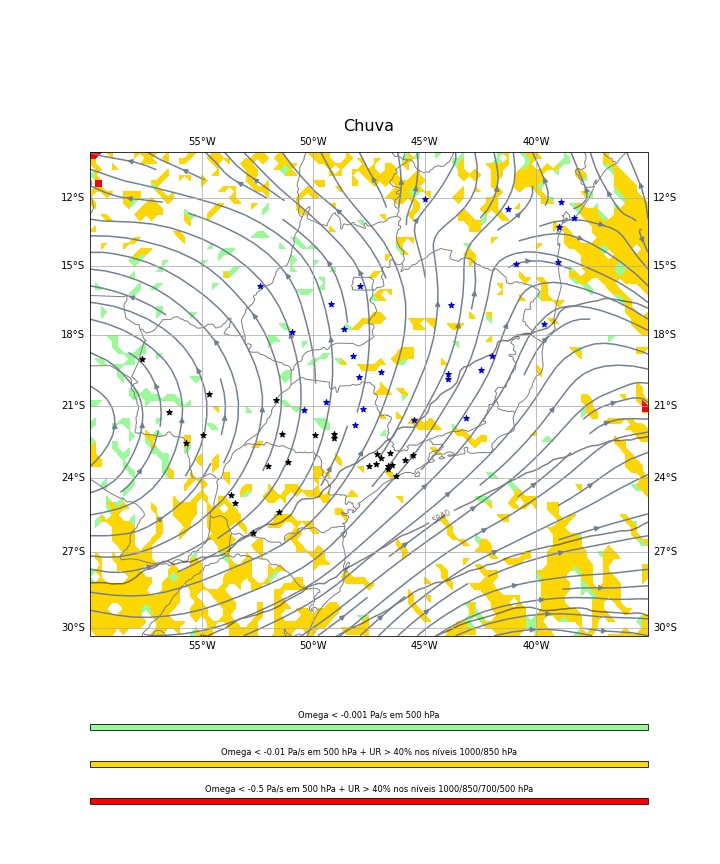 Chuva
55°W 50°W 45°W 40°W
12°S 12°S
15°S 15°S
18°S 18°S
21°S 21°S
24°S 24°S
5840
27°S 27°S
30°S 30°S
55°W 50°W 45°W 40°W
Omega < -0.001 Pa/s em 500 hPa
Omega < -0.01 Pa/s em 500 hPa + UR > 40% nos níveis 1000/850 hPa
Omega < -0.5 Pa/s em 500 hPa + UR > 40% nos níveis 1000/850/700/500 hPa